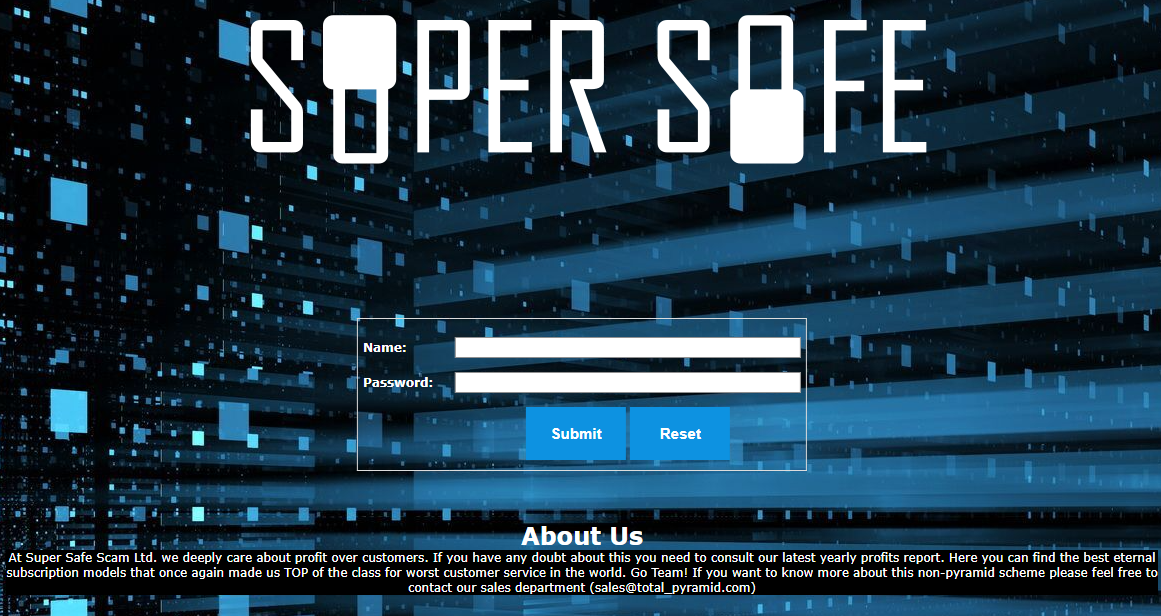 SUPER SAFE
Name:
Password:
Submit Reset
About Us
At Super Safe Scam Ltd. we deeply care about profit over customers. If you have any doubt about this you need to consult our latest yearly profits report. Here you can find the best eternal
subscription models that once again made us TOP of the class for worst customer service in the world. Go Team! If you want to know more about this non-pyramid scheme please feel free to
contact our sales department (sales@total_pyramid.com)